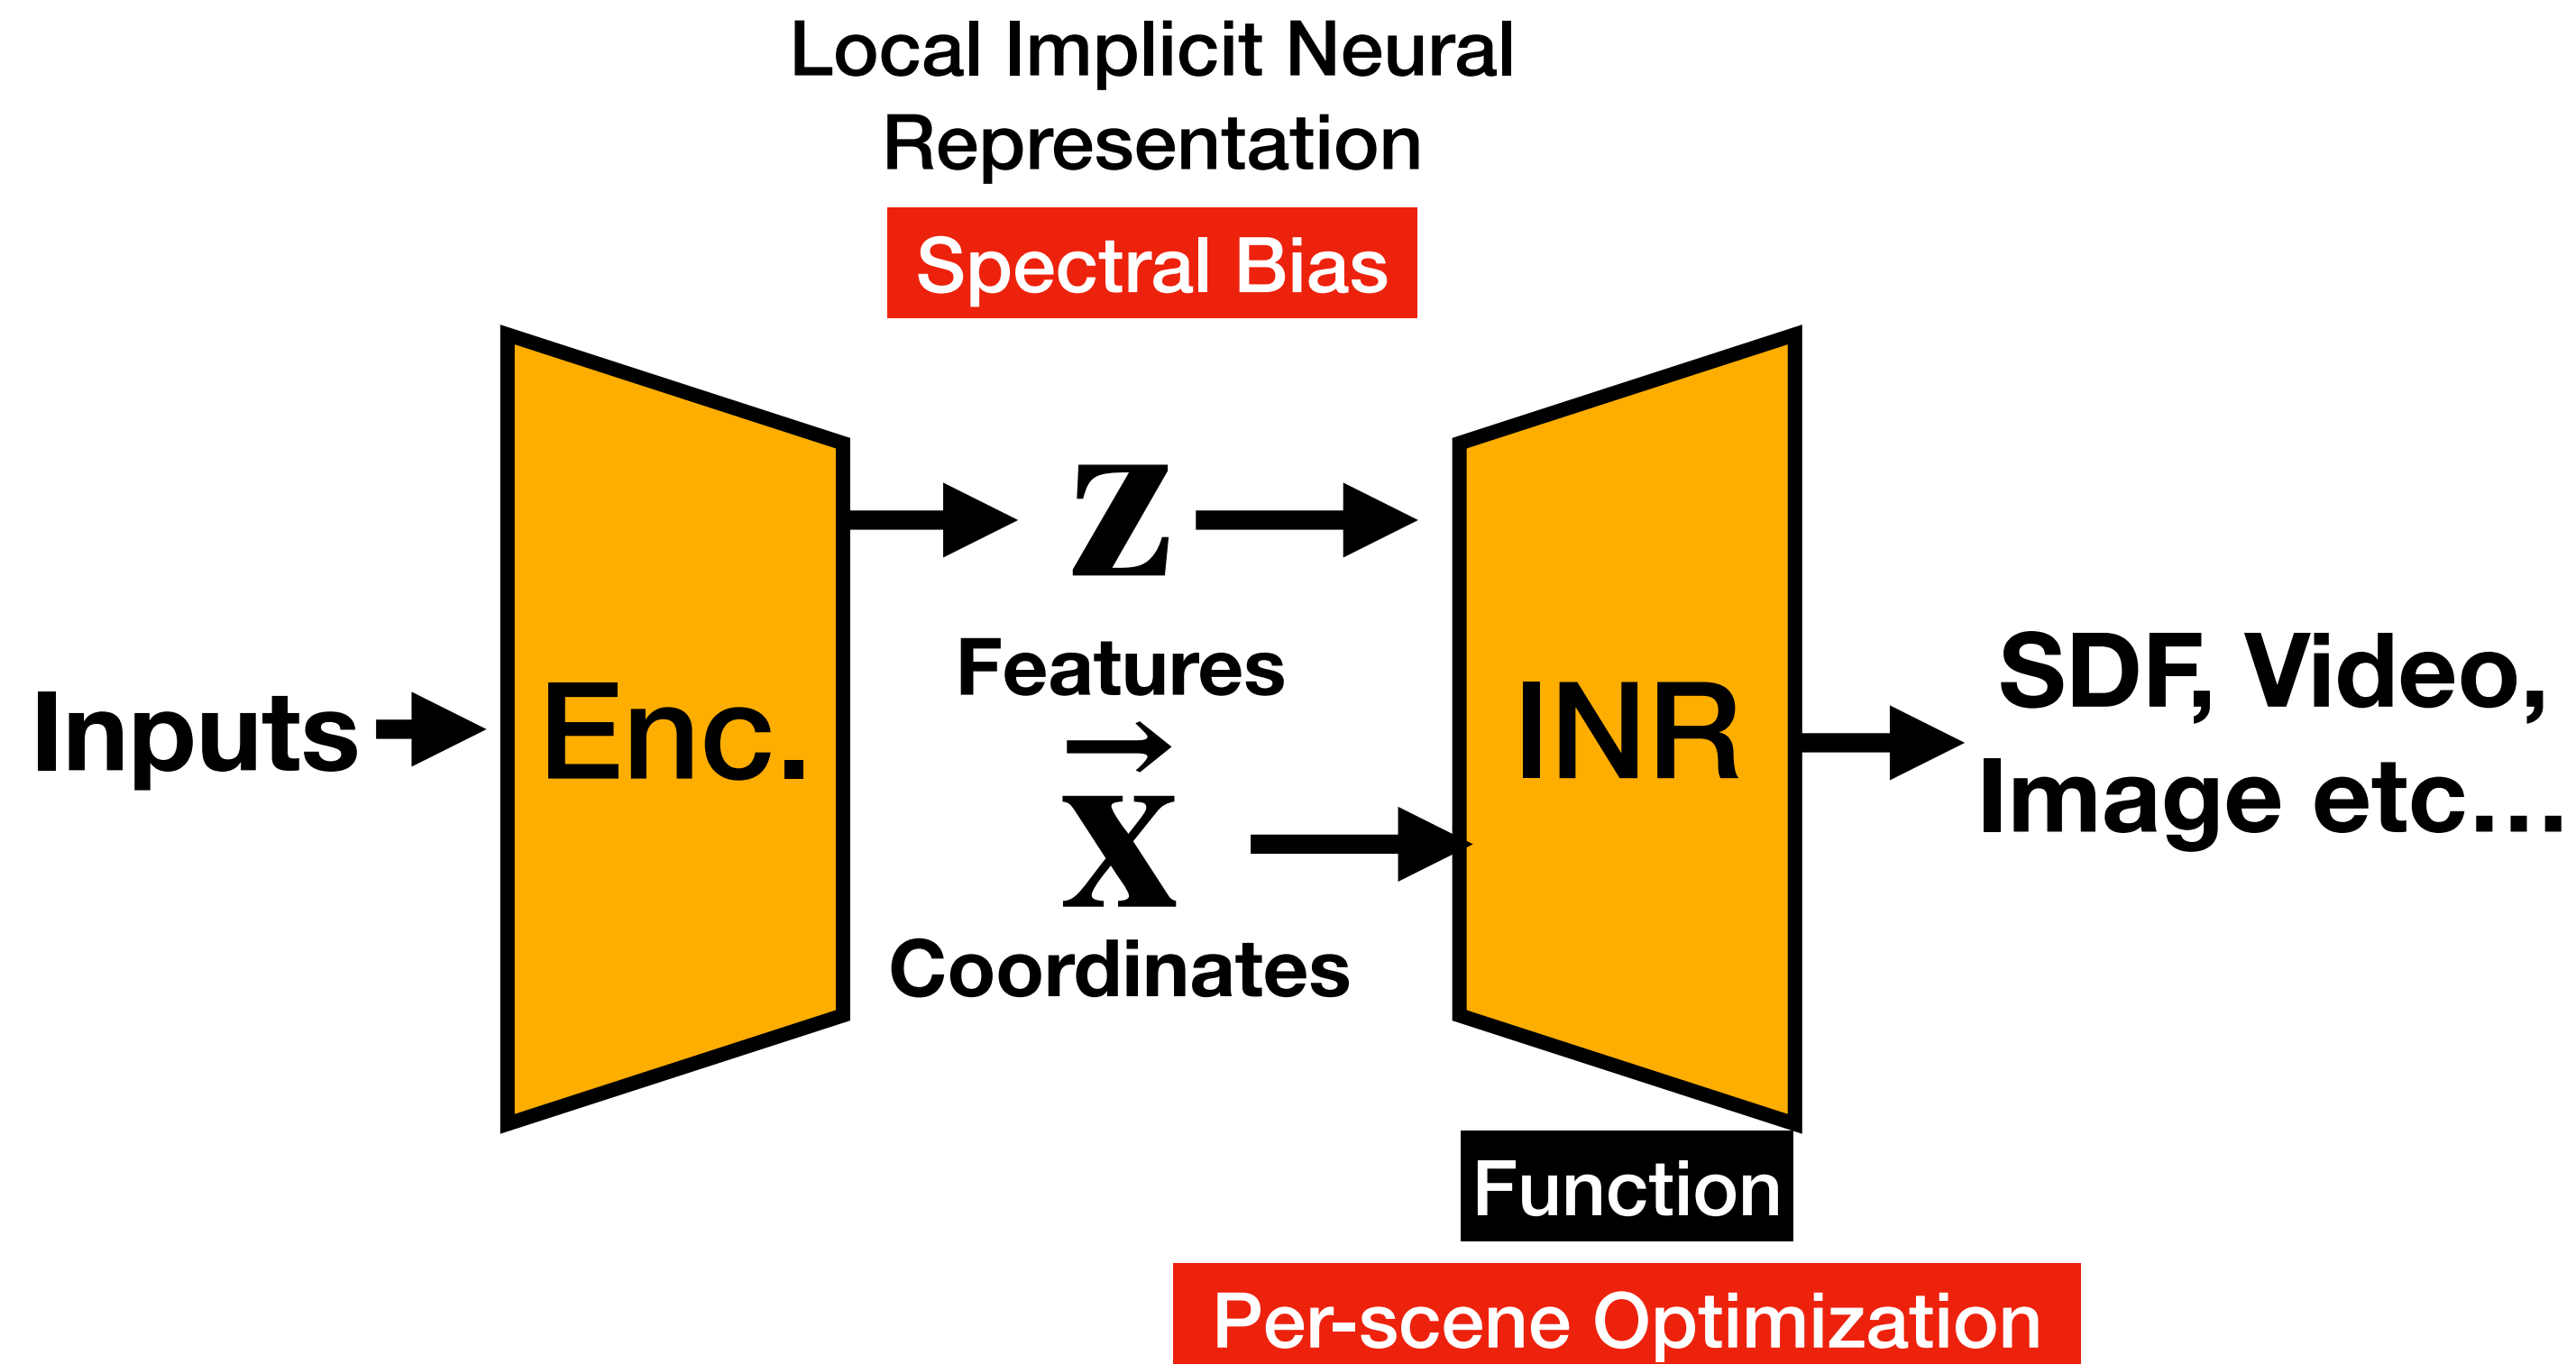 Local Implicit Neural
Representation
Spectral Bias
Inputs
Enc.
z
Features
x
Coordinates
INR
SDF, Video,
Image etc...
Function
Per-scene Optimization